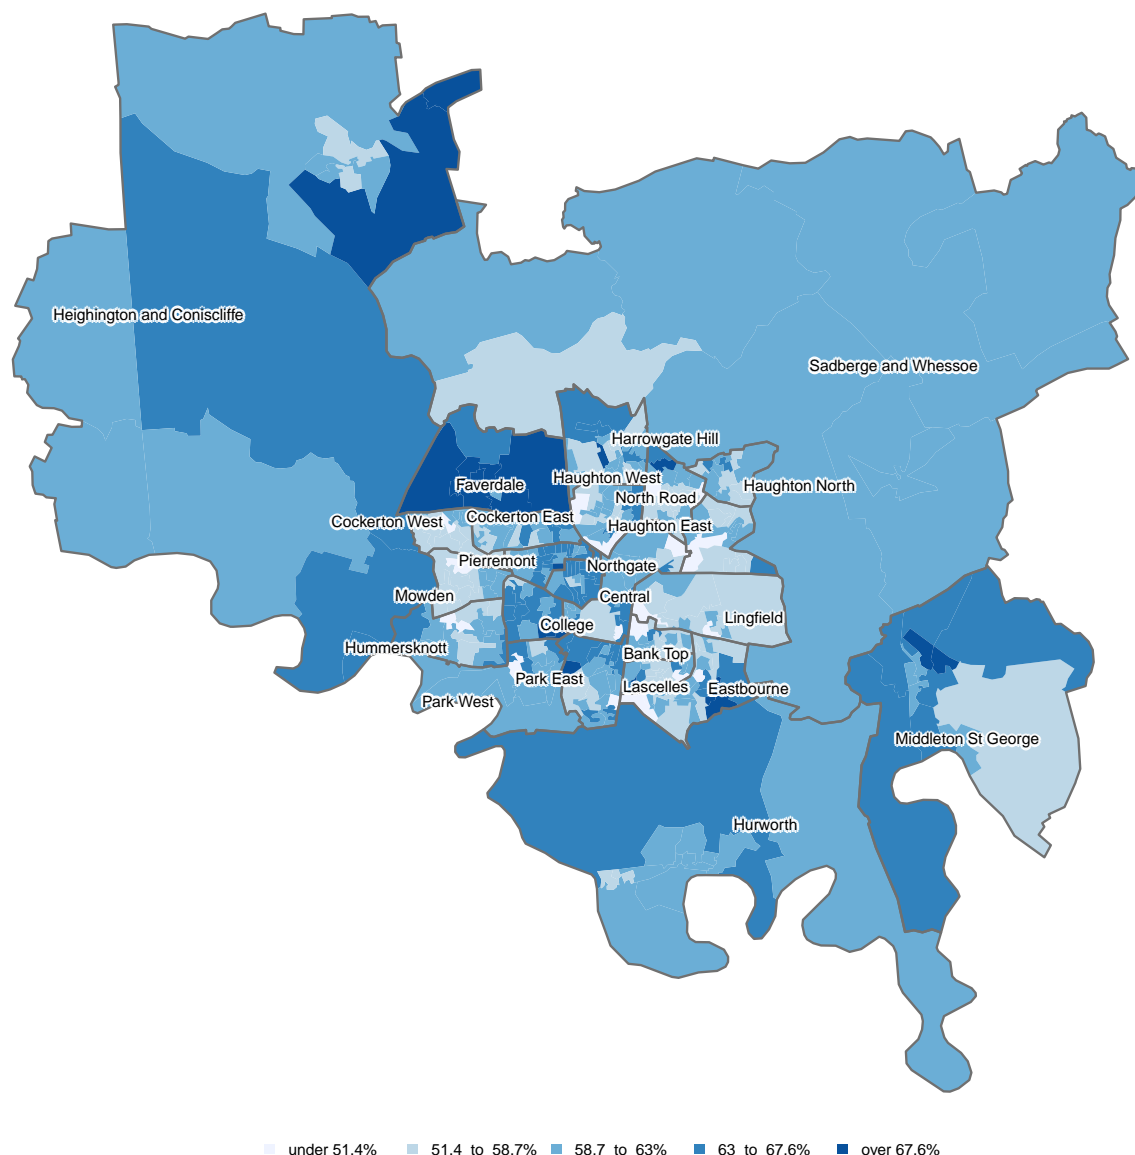 Heighington and Coniscliffe
Sadberge and Whessoe
Harrowgate Hill
Faverdale
Haughton West
Haughton North
North Road
Cockerton West
Cockerton East
Haughton East
Pierremont
Northgate
Mowden
Central
College
Lingfield
Hummersknott
Bank Top
Park East
Lascelles
Eastbourne
Park West
Middleton St George
Hurworth
under 51.4% 51.4 to 58.7% 58.7 to 63% 63 to 67.6% over 67.6%